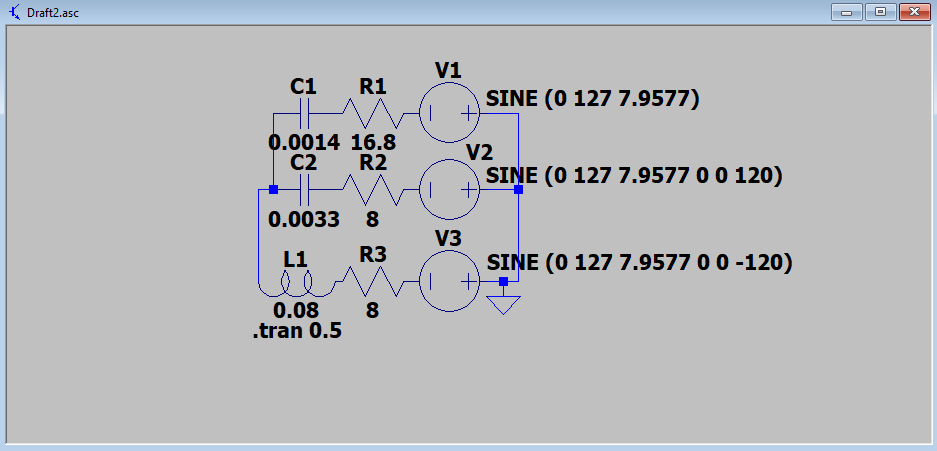 Draft2.asc
C1 R1 V1
SINE (0 127 7.9577)
0.0014 16.8
C2 R2 V2
SINE (0 127 7.9577 0 0 120)
0.0033 8
L1 R3 V3
SINE (0 127 7.9577 0 0 -120)
0.08 8
.tran 0.5